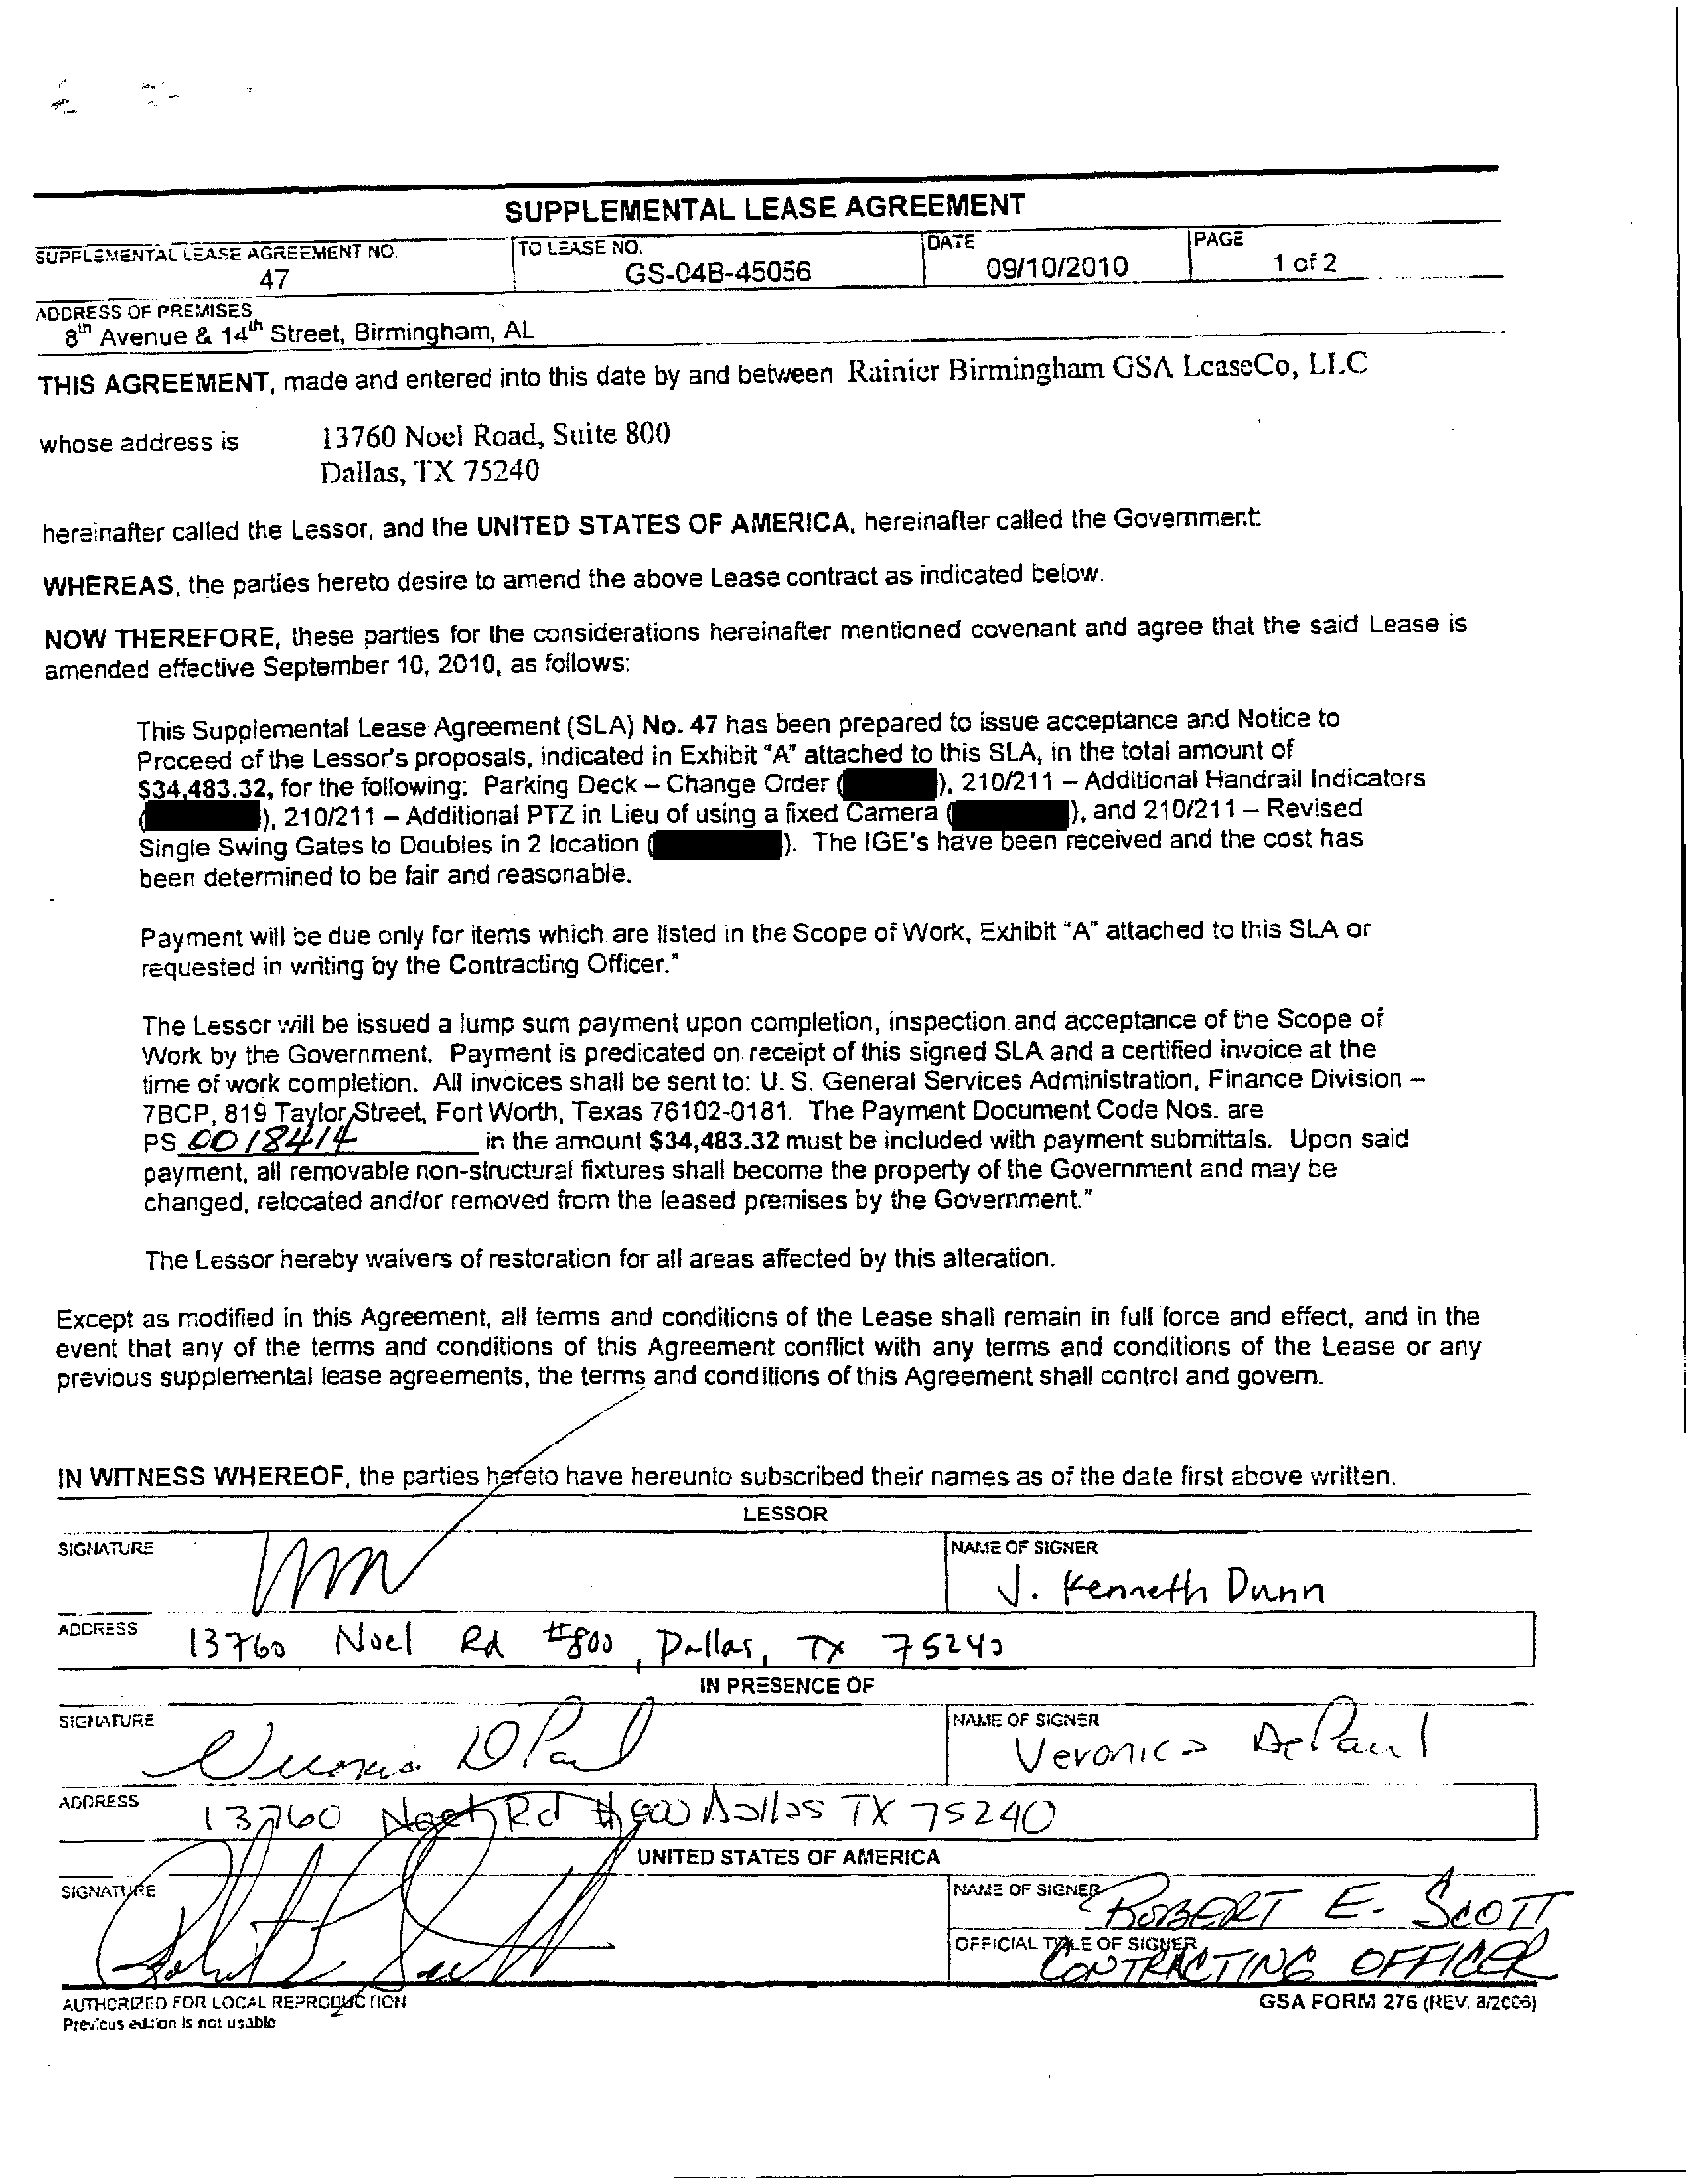 SUPPLEMENTAL LEASE AGREEMENT
SUPPLEMENTAL LEASE AGREEMENT NO.
47
TO LEASE NO.
GS-04B-45056
DATE
09/10/2010
PAGE
1 of 2
ADDRESS OF PREMISES
8th Avenue & 14th Street, Birmingham, AL
THIS AGREEMENT, made and entered into this date by and between Rainier Birmingham GSA LeaseCo, LLC
whose address is 13760 Noel Road, Suite 800
Dallas, TX 75240
hereinafter called the Lessor, and the UNITED STATES OF AMERICA, hereinafter called the Government:
WHEREAS, the parties hereto desire to amend the above Lease contract as indicated below.
NOW THEREFORE, these parties for the considerations hereinafter mentioned covenant and agree that the said Lease is
amended effective September 10, 2010, as follows:
This Supplemental Lease Agreement (SLA) No. 47 has been prepared to issue acceptance and Notice to
Proceed of the Lessor's proposals, indicated in Exhibit "A" attached to this SLA, in the total amount of
$34,483.32, for the following: Parking Deck – Change Order ( ), 210/211 – Additional Handrail Indicators
( ), 210/211 – Additional PTZ in Lieu of using a fixed Camera ( ), and 210/211 – Revised
Single Swing Gates to Doubles in 2 location ( ). The IGE's have been received and the cost has
been determined to be fair and reasonable.
Payment will be due only for items which are listed in the Scope of Work, Exhibit "A" attached to this SLA or
requested in writing by the Contracting Officer."
The Lessor will be issued a lump sum payment upon completion, inspection and acceptance of the Scope of
Work by the Government. Payment is predicated on receipt of this signed SLA and a certified invoice at the
time of work completion. All invoices shall be sent to: U. S. General Services Administration, Finance Division –
7BCP, 819 Taylor Street, Fort Worth, Texas 76102-0181. The Payment Document Code Nos. are
PS 0018414 in the amount $34,483.32 must be included with payment submittals. Upon said
payment, all removable non-structural fixtures shall become the property of the Government and may be
changed, relocated and/or removed from the leased premises by the Government."
The Lessor hereby waivers of restoration for all areas affected by this alteration.
Except as modified in this Agreement, all terms and conditions of the Lease shall remain in full force and effect, and in the
event that any of the terms and conditions of this Agreement conflict with any terms and conditions of the Lease or any
previous supplemental lease agreements, the terms and conditions of this Agreement shall control and govern.
IN WITNESS WHEREOF, the parties hereto have hereunto subscribed their names as of the date first above written.
LESSOR
SIGNATURE
NAME OF SIGNER
J. Kenneth Dunn
ADDRESS
13760 Noel Rd #800, Dallas, TX 75240
IN PRESENCE OF
SIGNATURE
Veronica DePaul
NAME OF SIGNER
Veronica DePaul
ADDRESS
13760 Noel Rd #800 Dallas TX 75240
UNITED STATES OF AMERICA
SIGNATURE
Robert E Scott
NAME OF SIGNER
ROBERT E. SCOTT
OFFICIAL TITLE OF SIGNER
CONTRACTING OFFICER
AUTHORIZED FOR LOCAL REPRODUCTION
Previous edition is not usable
GSA FORM 276 (REV. 8/2006)